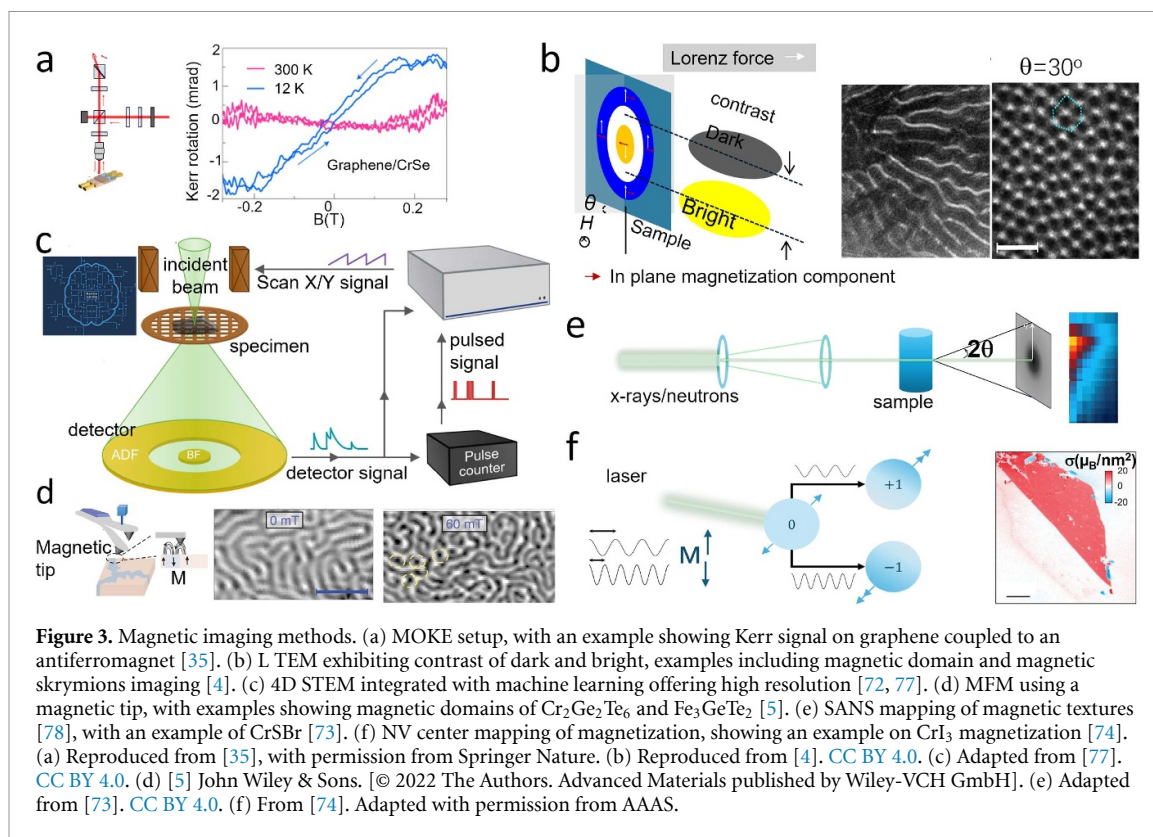 a
Kerr rotation (mrad)
2
1
0
-1
-2
300 K
12 K
Graphene/CrSe
-0.2
0
0.2
B(T)
b
Lorenz force
contrast
Dark
Bright
θ
H
Sample
In plane magnetization component
θ=30°
c
incident
beam
Scan X/Y signal
specimen
pulsed
signal
detector
ADF
BF
detector signal
Pulse
counter
d
Magnetic
tip
M
0 mT
60 mT
e
x-rays/neutrons
sample
2θ
f
laser
M
0
+1
−1
σ(μB/nm²)
20
0
-20
Figure 3. Magnetic imaging methods. (a) MOKE setup, with an example showing Kerr signal on graphene coupled to an
antiferromagnet [35]. (b) L TEM exhibiting contrast of dark and bright, examples including magnetic domain and magnetic
skrymions imaging [4]. (c) 4D STEM integrated with machine learning offering high resolution [72, 77]. (d) MFM using a
magnetic tip, with examples showing magnetic domains of Cr₂Ge₂Te₆ and Fe₃GeTe₂ [5]. (e) SANS mapping of magnetic textures
[78], with an example of CrSBr [73]. (f) NV center mapping of magnetization, showing an example on CrI₃ magnetization [74].
(a) Reproduced from [35], with permission from Springer Nature. (b) Reproduced from [4]. CC BY 4.0. (c) Adapted from [77].
CC BY 4.0. (d) [5] John Wiley & Sons. [© 2022 The Authors. Advanced Materials published by Wiley-VCH GmbH]. (e) Adapted
from [73]. CC BY 4.0. (f) From [74]. Adapted with permission from AAAS.